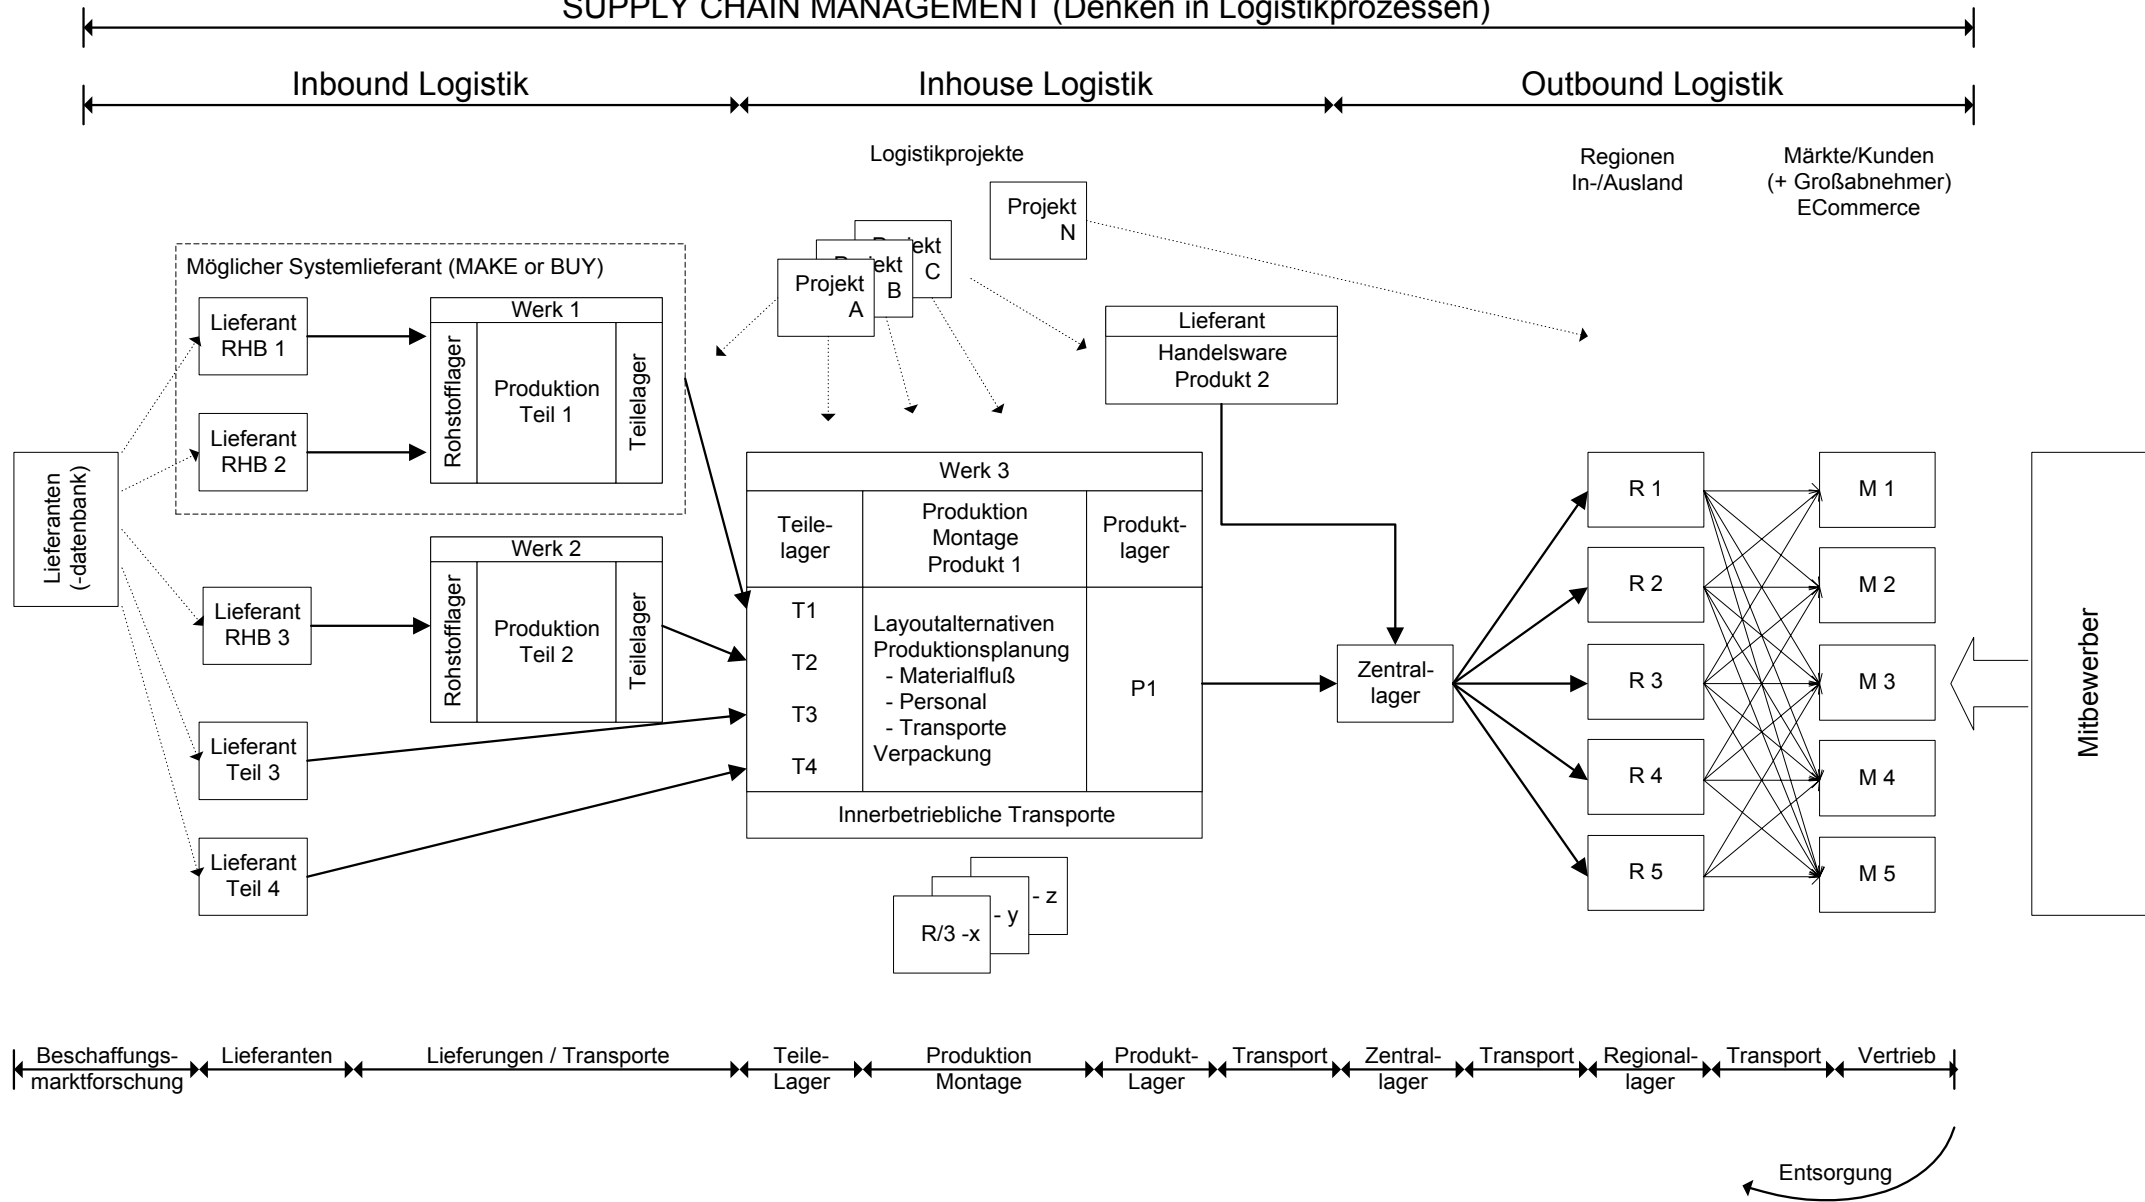 SUPPLY CHAIN MANAGEMENT (Denken in Logistikprozessen)
Inbound Logistik
Inhouse Logistik
Outbound Logistik
Logistikprojekte
Regionen
In-/Ausland
Märkte/Kunden
(+ Großabnehmer)
ECommerce
Projekt
N
Projekt
C
Projekt
B
Projekt
A
Möglicher Systemlieferant (MAKE or BUY)
Lieferant
RHB 1
Lieferant
RHB 2
Werk 1
Rohstofflager
Produktion
Teil 1
Teilelager
Lieferant
Handelsware
Produkt 2
Lieferanten
(-datenbank)
Lieferant
RHB 3
Werk 2
Rohstofflager
Produktion
Teil 2
Teilelager
Lieferant
Teil 3
Lieferant
Teil 4
Werk 3
Teile-
lager
Produktion
Montage
Produkt 1
Produkt-
lager
T1
T2
T3
T4
Layoutalternativen
Produktionsplanung
- Materialfluß
- Personal
- Transporte
Verpackung
P1
Innerbetriebliche Transporte
R/3 -x
- y
- z
Zentral-
lager
R 1
R 2
R 3
R 4
R 5
M 1
M 2
M 3
M 4
M 5
Mitbewerber
Beschaffungs-
marktforschung
Lieferanten
Lieferungen / Transporte
Teile-
Lager
Produktion
Montage
Produkt-
Lager
Transport
Zentral-
lager
Transport
Regional-
lager
Transport
Vertrieb
Entsorgung